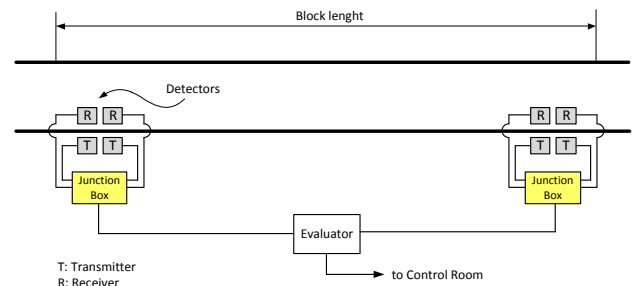 Block lenght
Detectors
R R
R R
T T
T T
Junction
Box
Junction
Box
Evaluator
to Control Room
T: Transmitter
R: Receiver